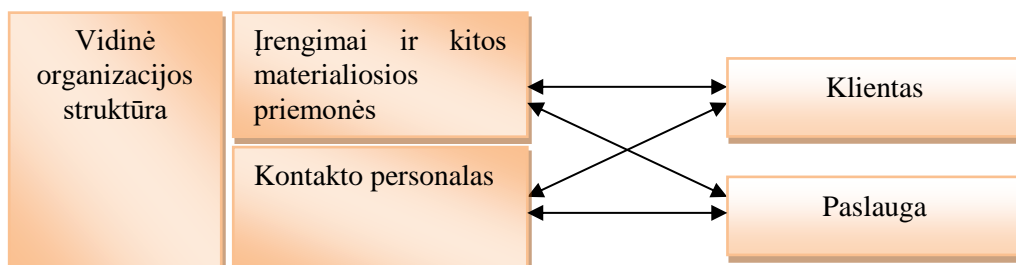 Vidinė
organizacijos
struktūra
Įrengimai ir kitos
materialiosios
priemonės
Kontakto personalas
Klientas
Paslauga